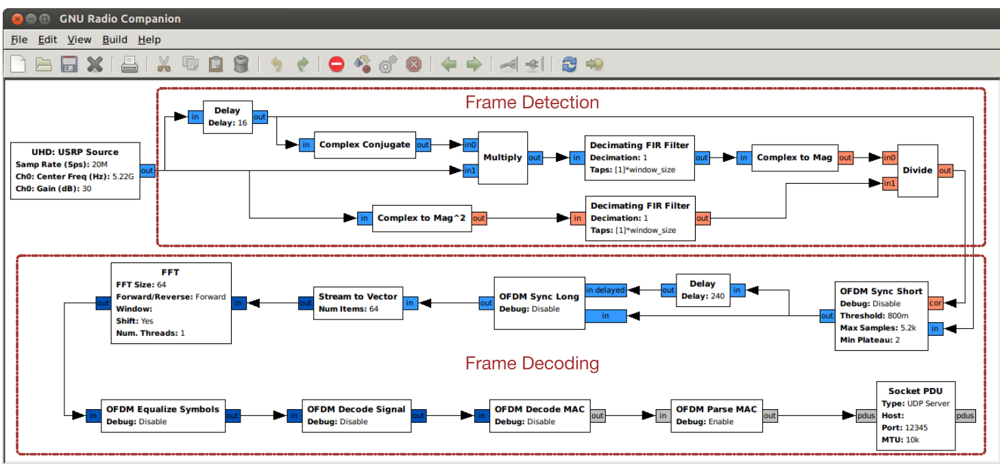 GNU Radio Companion
File Edit View Build Help
Frame Detection
Delay
Delay: 16
in
out
UHD: USRP Source
Samp Rate (Sps): 20M
Ch0: Center Freq (Hz): 5.22G
Ch0: Gain (dB): 30
out
in
Complex Conjugate
out
in0
in1
Multiply
out
in
Decimating FIR Filter
Decimation: 1
Taps: [1]*window_size
out
in
Complex to Mag
out
in0
in1
Divide
out
in
Complex to Mag^2
out
in
Decimating FIR Filter
Decimation: 1
Taps: [1]*window_size
out
OFDM Sync Short
Debug: Disable
Threshold: 800m
Max Samples: 5.2k
Min Plateau: 2
cor
in
out
Delay
Delay: 240
in
out
in delayed
in
OFDM Sync Long
Debug: Disable
out
in
Stream to Vector
Num Items: 64
out
in
FFT
FFT Size: 64
Forward/Reverse: Forward
Window:
Shift: Yes
Num. Threads: 1
out
Frame Decoding
in
OFDM Equalize Symbols
Debug: Disable
out
in
OFDM Decode Signal
Debug: Disable
out
in
OFDM Decode MAC
Debug: Disable
out
in
OFDM Parse MAC
Debug: Enable
out
pdus
Socket PDU
Type: UDP Server
Host:
Port: 12345
MTU: 10k
pdus